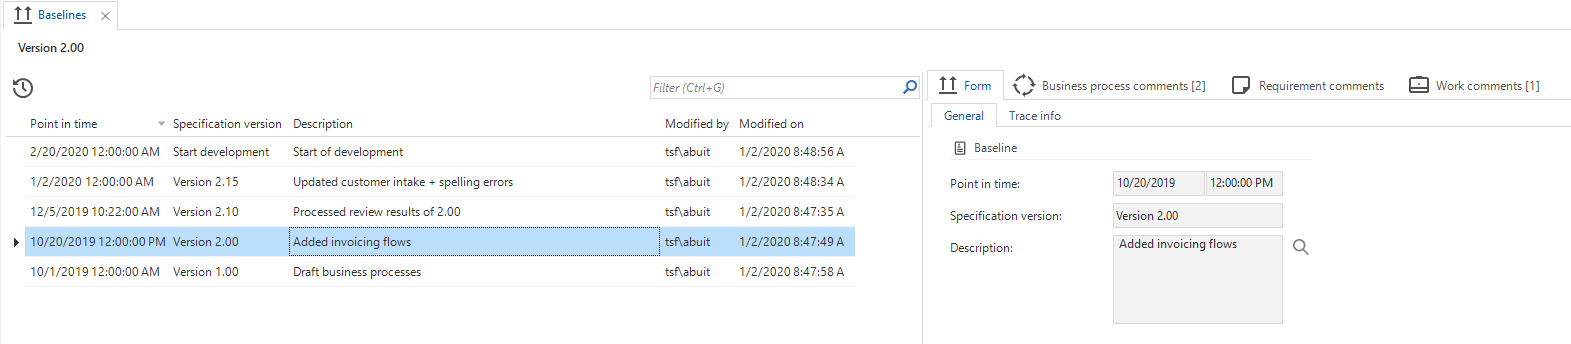 Baselines
Version 2.00
Filter (Ctrl+G)
Point in time Specification version Description Modified by Modified on
2/20/2020 12:00:00 AM Start development Start of development tsf\abuit 1/2/2020 8:48:56 A
1/2/2020 12:00:00 AM Version 2.15 Updated customer intake + spelling errors tsf\abuit 1/2/2020 8:48:34 A
12/5/2019 10:22:00 AM Version 2.10 Processed review results of 2.00 tsf\abuit 1/2/2020 8:47:35 A
10/20/2019 12:00:00 PM Version 2.00 Added invoicing flows tsf\abuit 1/2/2020 8:47:49 A
10/1/2019 12:00:00 AM Version 1.00 Draft business processes tsf\abuit 1/2/2020 8:47:58 A
Form Business process comments [2] Requirement comments Work comments [1]
General Trace info
Baseline
Point in time: 10/20/2019 12:00:00 PM
Specification version: Version 2.00
Description: Added invoicing flows